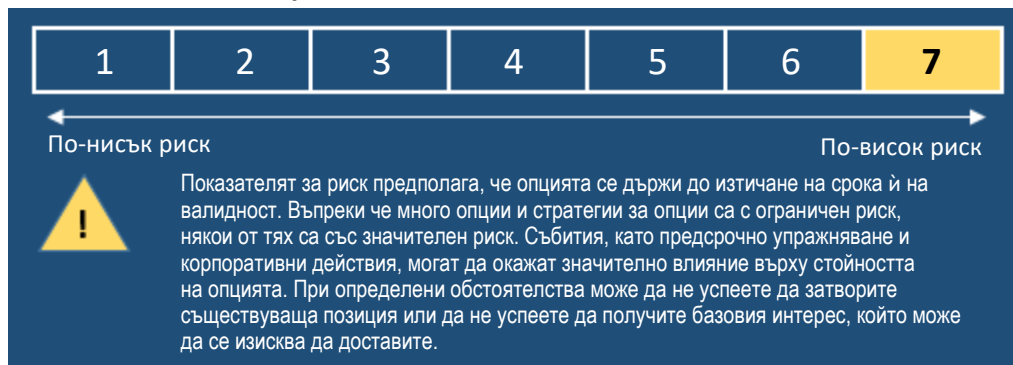 1 2 3 4 5 6 7
По-нисък риск По-висок риск
!
Показателят за риск предполага, че опцията се държи до изтичане на срока ѝ на
валидност. Въпреки че много опции и стратегии за опции са с ограничен риск,
някои от тях са със значителен риск. Събития, като предсрочно упражняване и
корпоративни действия, могат да окажат значително влияние върху стойността
на опцията. При определени обстоятелства може да не успеете да затворите
съществуваща позиция или да не успеете да получите базовия интерес, който може
да се изисква да доставите.